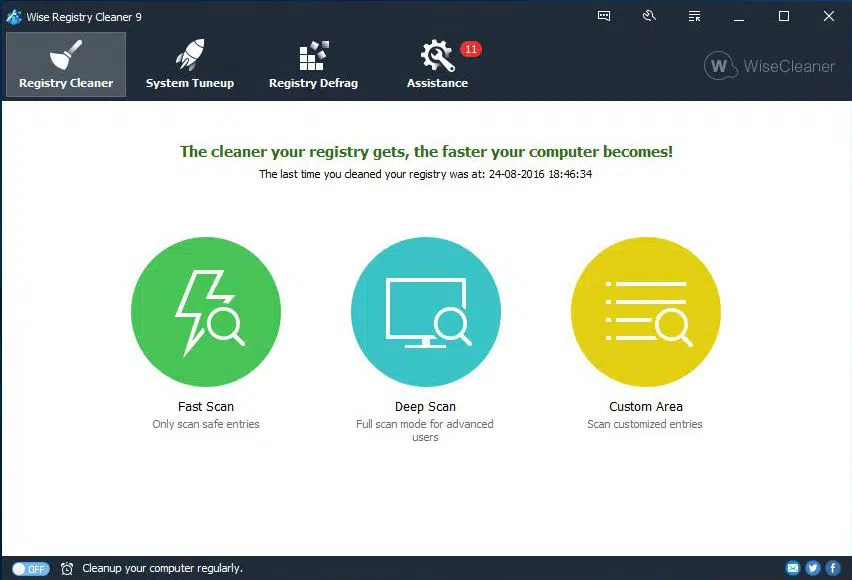 Wise Registry Cleaner 9
Registry Cleaner
System Tuneup
Registry Defrag
Assistance
11
W WiseCleaner
The cleaner your registry gets, the faster your computer becomes!
The last time you cleaned your registry was at: 24-08-2016 18:46:34
Fast Scan
Only scan safe entries
Deep Scan
Full scan mode for advanced
users
Custom Area
Scan customized entries
OFF
Cleanup your computer regularly.